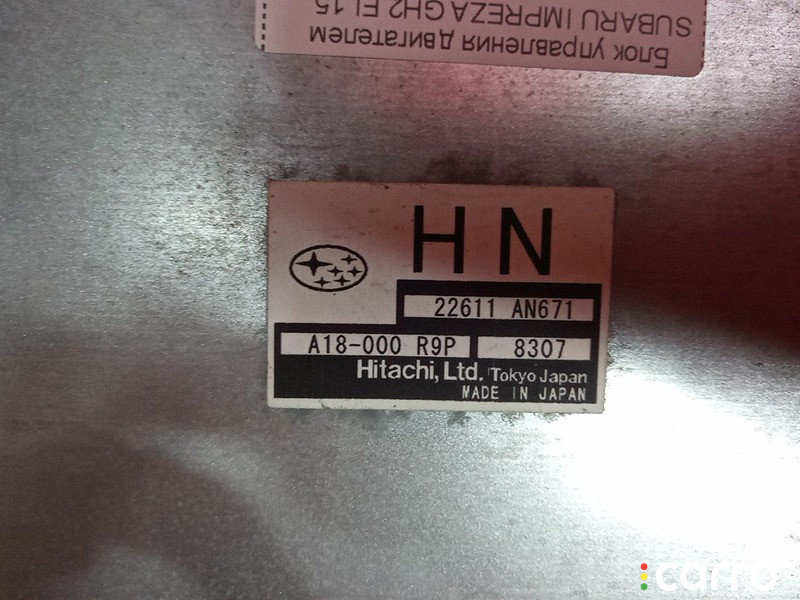 Блок управления двигателем
SUBARU IMPREZA GH2 EL15
HN
22611 AN671
A18-000 R9P 8307
Hitachi, Ltd. Tokyo Japan
MADE IN JAPAN
carro